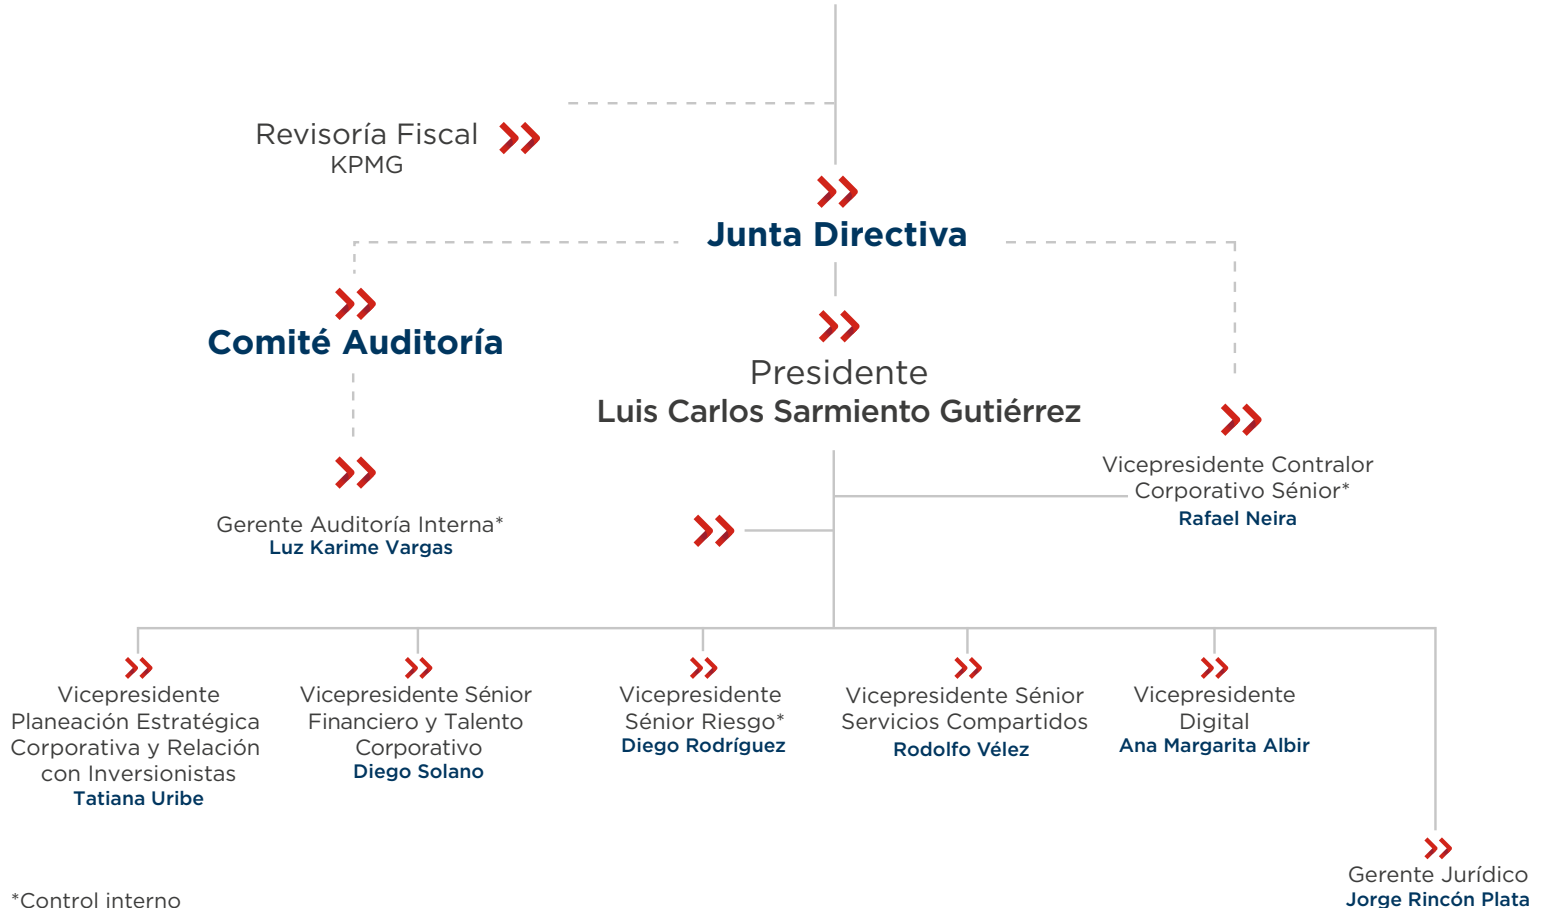 Revisoría Fiscal
KPMG
Junta Directiva
Comité Auditoría
Presidente
Luis Carlos Sarmiento Gutiérrez
Vicepresidente Contralor
Corporativo Sénior*
Rafael Neira
Gerente Auditoría Interna*
Luz Karime Vargas
Vicepresidente
Planeación Estratégica
Corporativa y Relación
con Inversionistas
Tatiana Uribe
Vicepresidente Sénior
Financiero y Talento
Corporativo
Diego Solano
Vicepresidente
Sénior Riesgo*
Diego Rodríguez
Vicepresidente Sénior
Servicios Compartidos
Rodolfo Vélez
Vicepresidente
Digital
Ana Margarita Albir
Gerente Jurídico
Jorge Rincón Plata
*Control interno